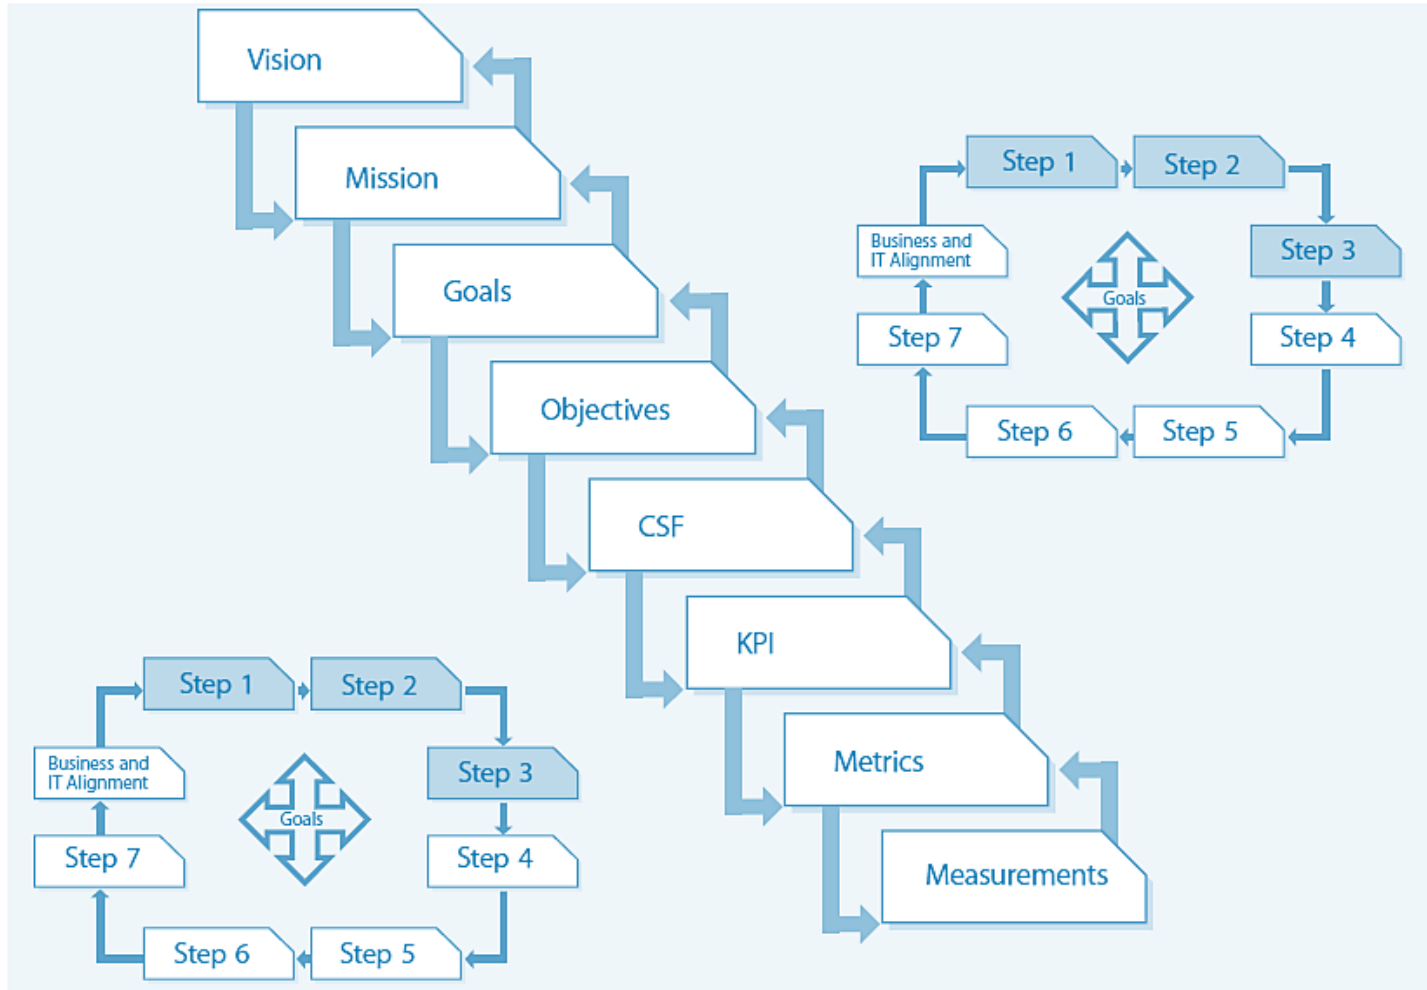 Vision
Mission
Goals
Objectives
CSF
KPI
Metrics
Measurements
Step 1
Step 2
Step 3
Step 4
Step 5
Step 6
Step 7
Business and
IT Alignment
Goals
Step 1
Step 2
Step 3
Step 4
Step 5
Step 6
Step 7
Business and
IT Alignment
Goals